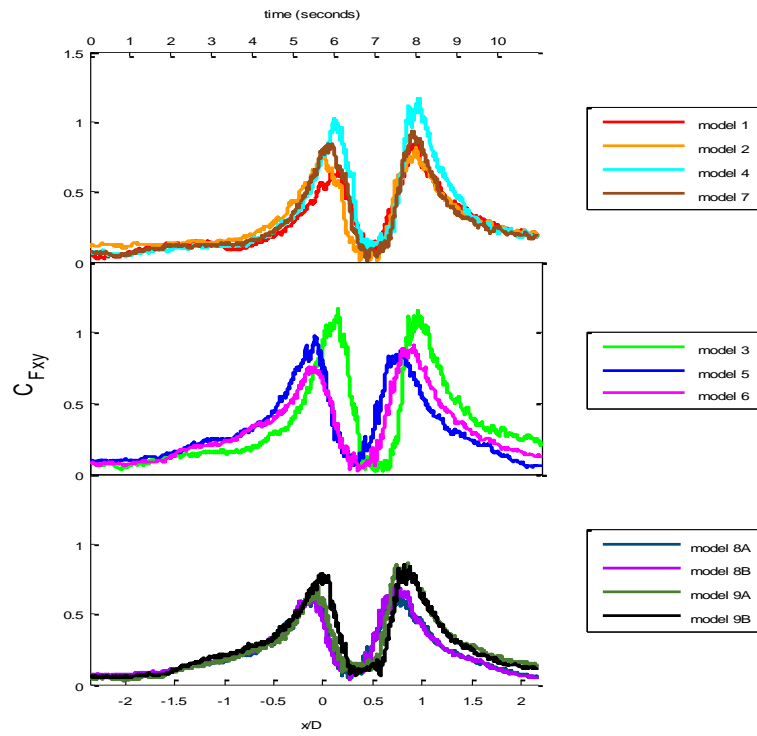 time (seconds)
0 1 2 3 4 5 6 7 8 9 10
1.5
1
0.5
0
model 1
model 2
model 4
model 7
1
0.5
0
C Fxy
model 3
model 5
model 6
1
0.5
0
model 8A
model 8B
model 9A
model 9B
-2 -1.5 -1 -0.5 0 0.5 1 1.5 2
x/D